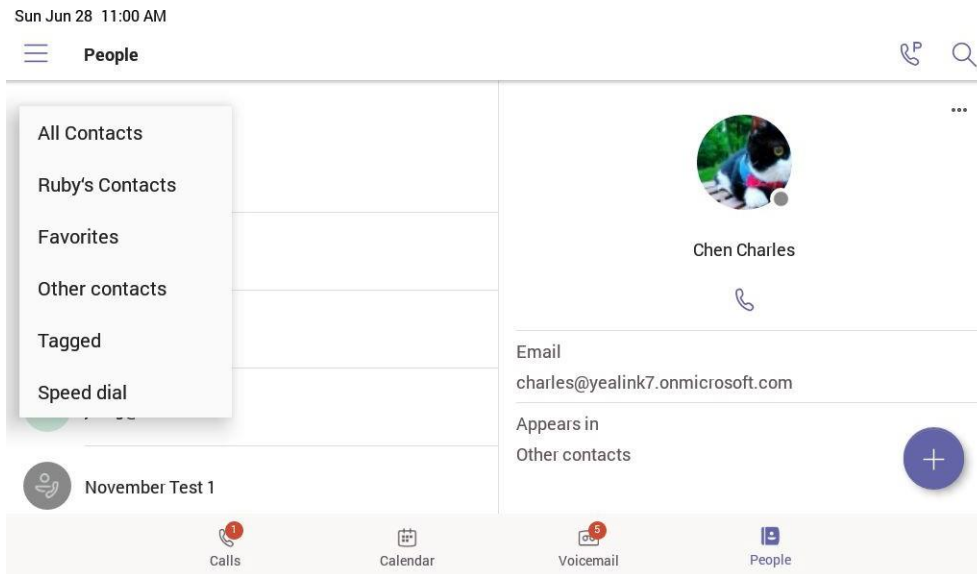 Sun Jun 28 11:00 AM
People
P
All Contacts
Ruby‘s Contacts
Favorites
Other contacts
Tagged
Speed dial
November Test 1
Chen Charles
Email
charles@yealink7.onmicrosoft.com
Appears in
Other contacts
1
5
Calls
Calendar
Voicemail
People